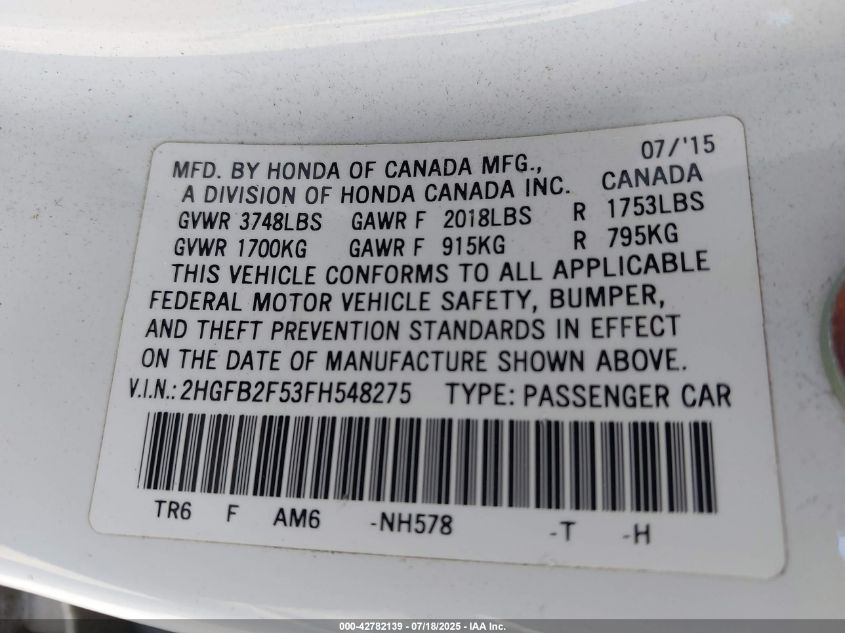 07/'15
MFD. BY HONDA OF CANADA MFG.,
A DIVISION OF HONDA CANADA INC. CANADA
GVWR 3748LBS GAWR F 2018LBS R 1753LBS
GVWR 1700KG GAWR F 915KG R 795KG
THIS VEHICLE CONFORMS TO ALL APPLICABLE
FEDERAL MOTOR VEHICLE SAFETY, BUMPER,
AND THEFT PREVENTION STANDARDS IN EFFECT
ON THE DATE OF MANUFACTURE SHOWN ABOVE.
V.I.N.: 2HGFB2F53FH548275 TYPE: PASSENGER CAR
TR6 F AM6 -NH578 -T -H
000-42782139 - 07/18/2025 - IAA Inc.